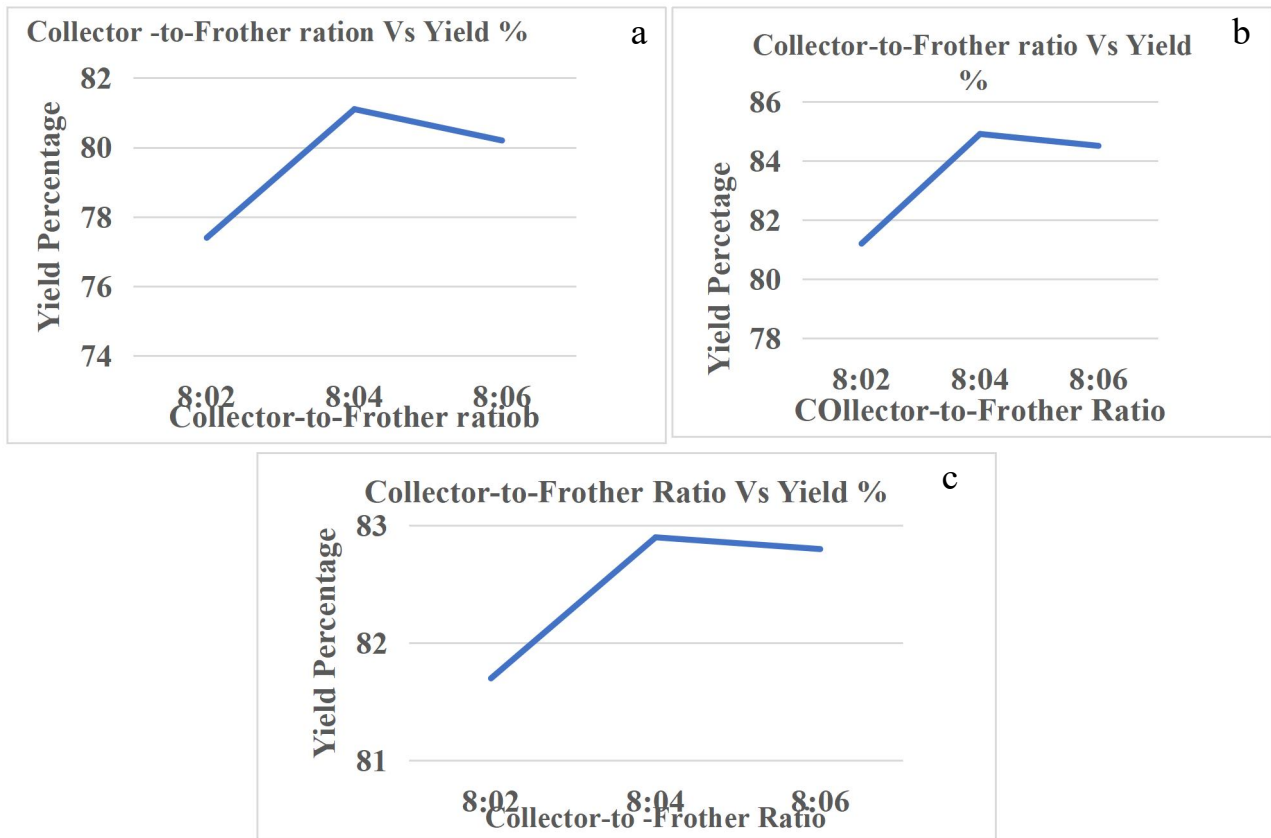 Collector -to-Frother ration Vs Yield %
a
82
80
78
76
74
Yield Percentage
8:02 8:04 8:06
Collector-to-Frother ratiob
Collector-to-Frother ratio Vs Yield
%
b
86
84
82
80
78
Yield Percetage
8:02 8:04 8:06
COllector-to-Frother Ratio
Collector-to-Frother Ratio Vs Yield %
c
83
82
81
Yield Percentage
8:02 8:04 8:06
Collector-to -Frother Ratio